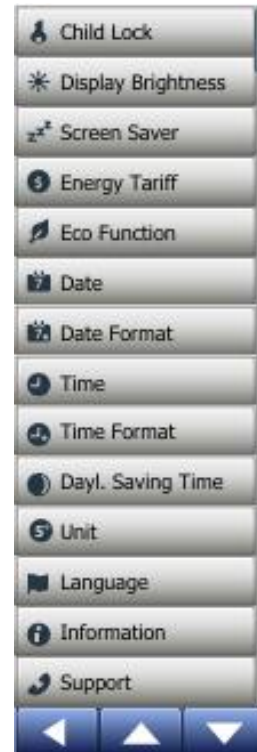 Child Lock
Display Brightness
Screen Saver
Energy Tariff
Eco Function
Date
Date Format
Time
Time Format
Dayl. Saving Time
Unit
Language
Information
Support